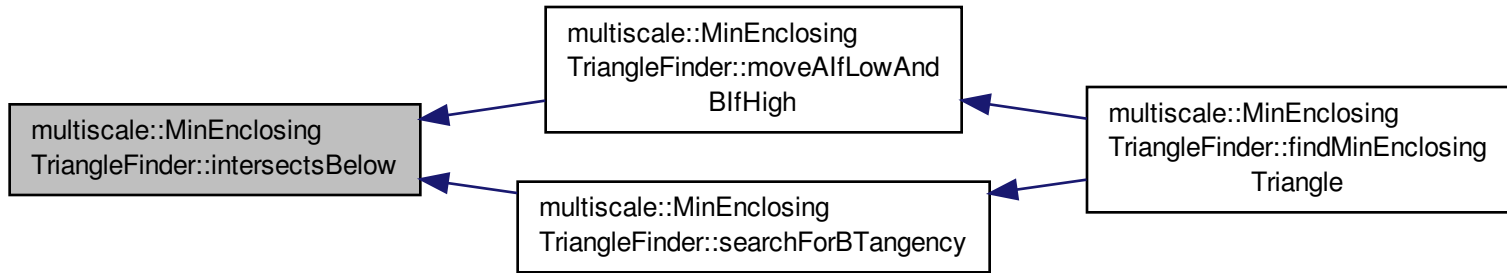 multiscale::MinEnclosing
TriangleFinder::intersectsBelow
multiscale::MinEnclosing
TriangleFinder::moveAIfLowAnd
BIfHigh
multiscale::MinEnclosing
TriangleFinder::searchForBTangency
multiscale::MinEnclosing
TriangleFinder::findMinEnclosing
Triangle